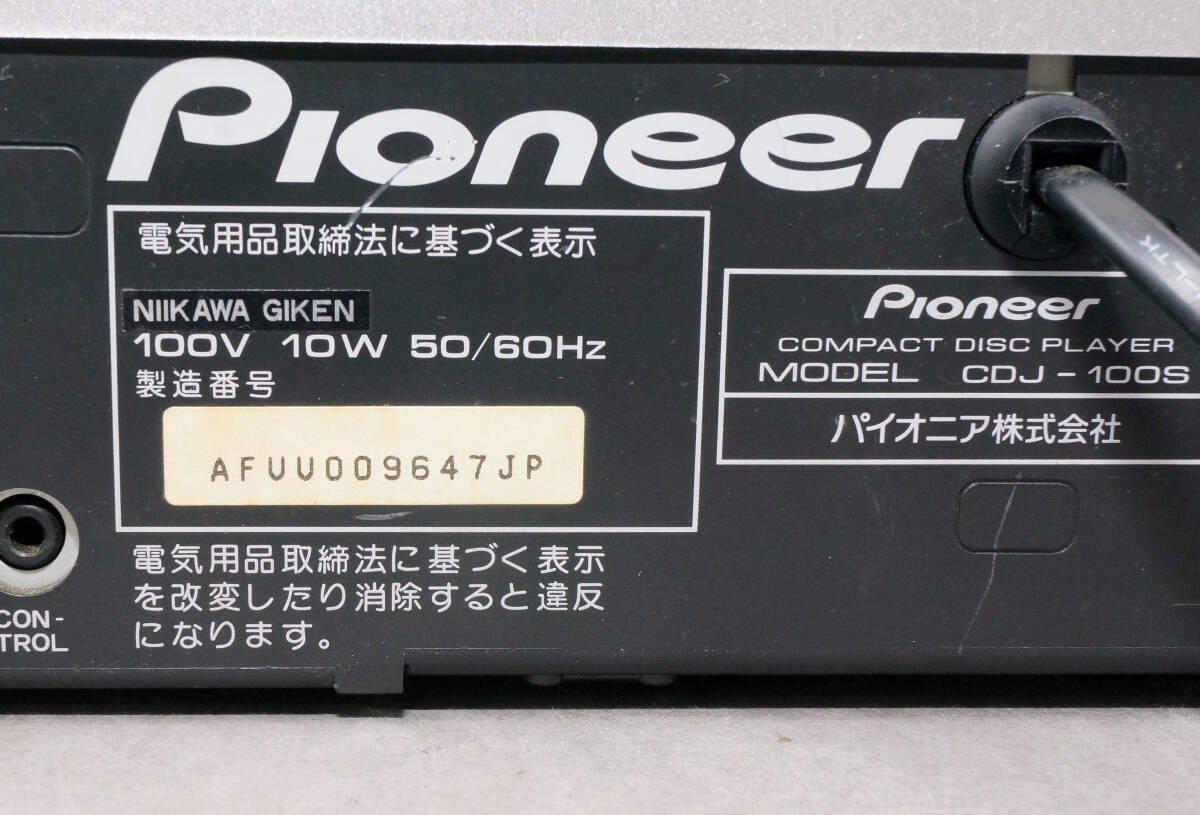 Pioneer
電気用品取締法に基づく表示
NIIKAWA GIKEN
100V 10W 50/60Hz
製造番号
AFVV009647JP
電気用品取締法に基づく表示
を改変したり消除すると違反
になります。
CON-
TROL
Pioneer
COMPACT DISC PLAYER
MODEL CDJ-100S
パイオニア株式会社